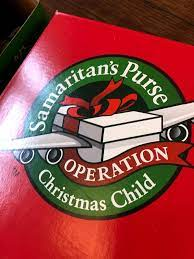 Samaritan's Purse
OPERATION
Christmas Child